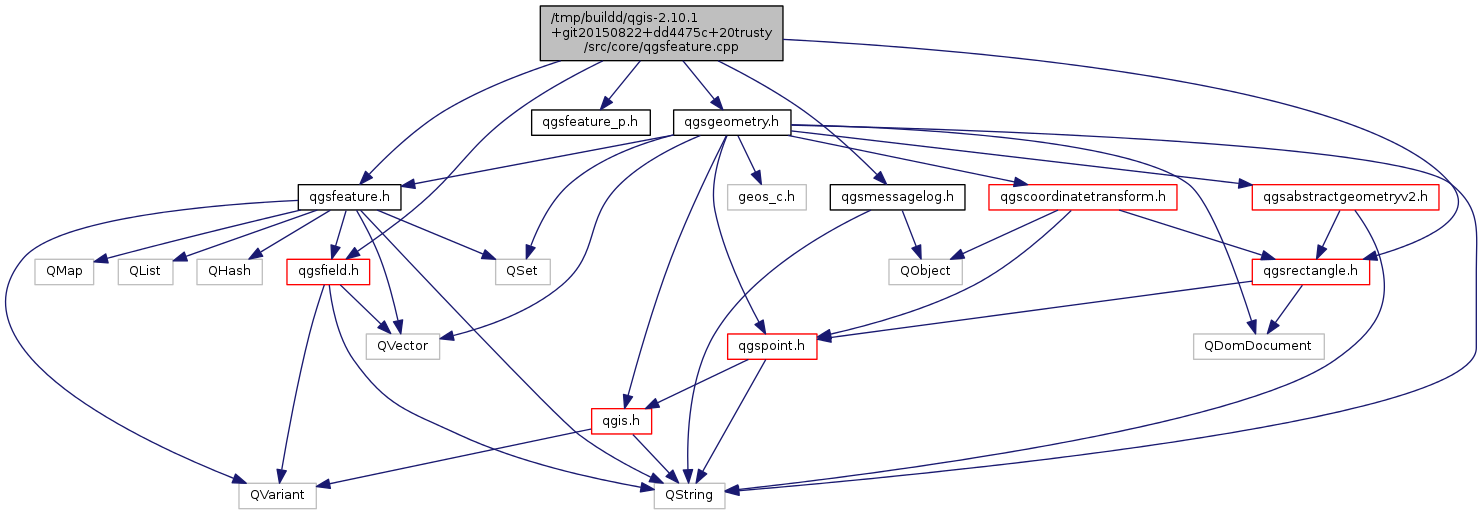 /tmp/buildd/qgis-2.10.1
+git20150822+dd4475c+20trusty
/src/core/qgsfeature.cpp
qgsfeature_p.h
qgsgeometry.h
qgsfeature.h
geos_c.h
qgsmessagelog.h
qgscoordinatetransform.h
qgsabstractgeometryv2.h
QMap
QList
QHash
qgsfield.h
QSet
QObject
qgsrectangle.h
QVector
qgspoint.h
QDomDocument
qgis.h
QVariant
QString